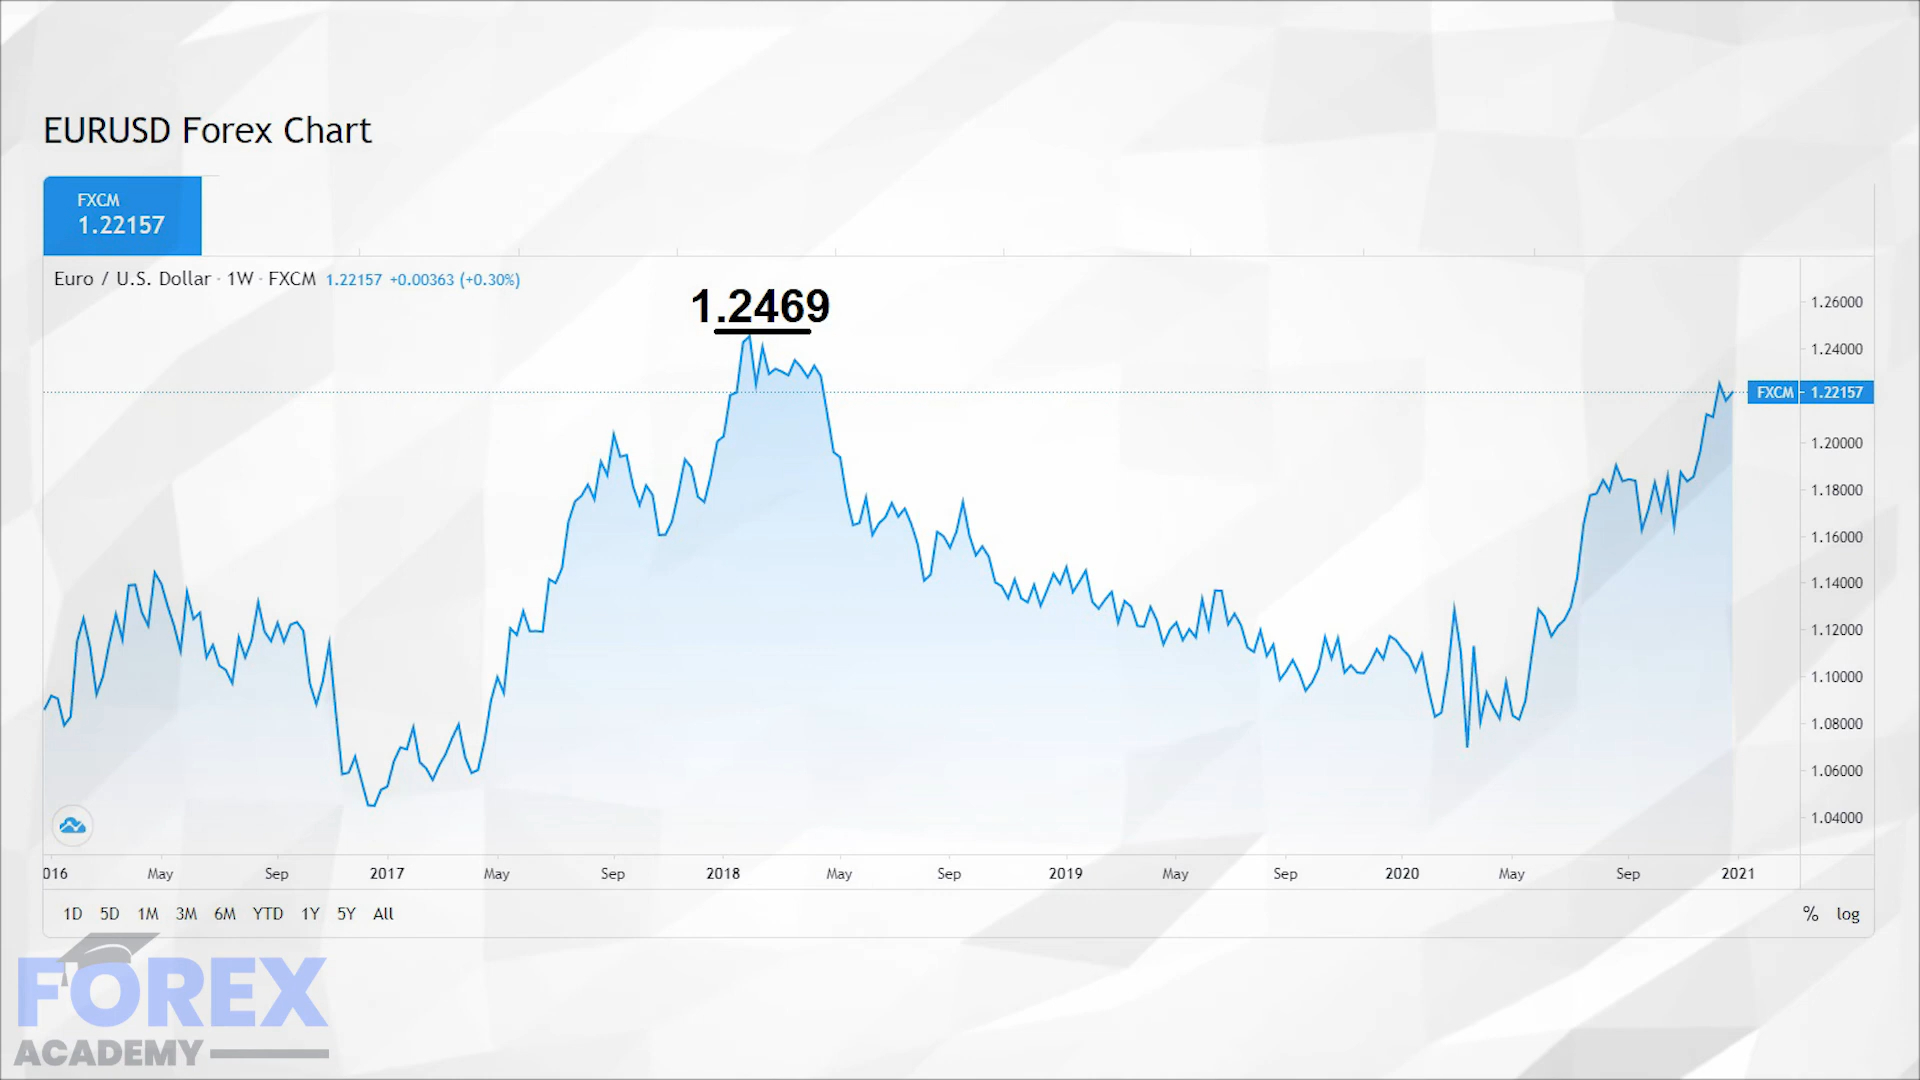 EURUSD Forex Chart
FXCM
1.22157
Euro / U.S. Dollar · 1W · FXCM 1.22157 +0.00363 (+0.30%)
1.2469
1.26000
1.24000
FXCM 1.22157
1.20000
1.18000
1.16000
1.14000
1.12000
1.10000
1.08000
1.06000
1.04000
016 May Sep 2017 May Sep 2018 May Sep 2019 May Sep 2020 May Sep 2021
1D 5D 1M 3M 6M YTD 1Y 5Y All % log
FOREX
ACADEMY